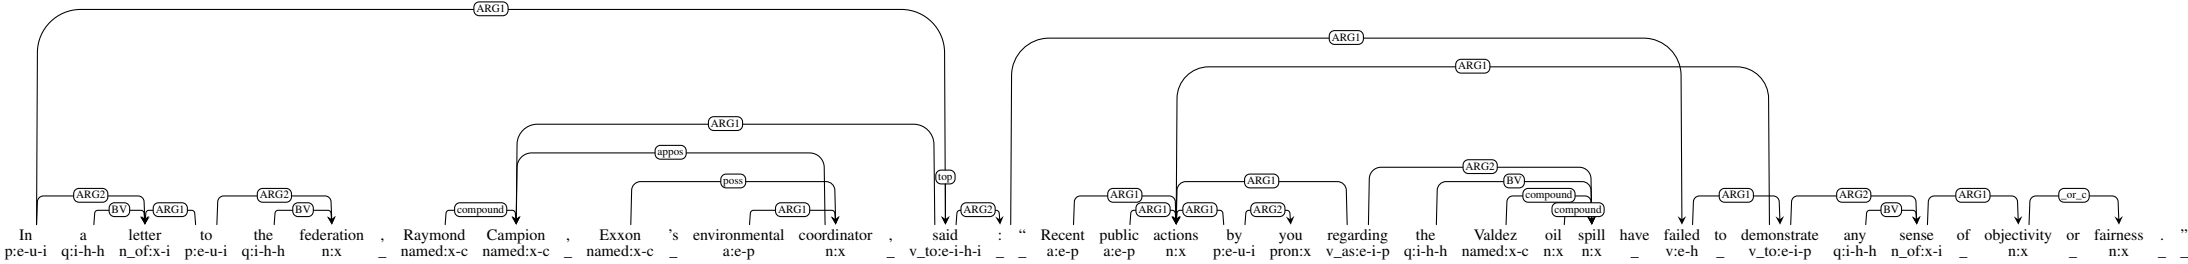 ARG1
ARG1
ARG1
ARG1
appos
ARG2
top poss ARG1 BV
ARG2 ARG2 ARG1 compound ARG1 ARG2 _or_c
BV ARG1 BV compound ARG1 ARG2 ARG1 ARG1 ARG2 compound BV
In a letter to the federation , Raymond Campion , Exxon 's environmental coordinator , said : “ Recent public actions by you regarding the Valdez oil spill have failed to demonstrate any sense of objectivity or fairness . ”
p:e-u-i q:i-h-h n_of:x-i p:e-u-i q:i-h-h n:x _ named:x-c named:x-c _ named:x-c _ a:e-p n:x _ v_to:e-i-h-i _ _ a:e-p a:e-p n:x p:e-u-i pron:x v_as:e-i-p q:i-h-h named:x-c n:x n:x _ v:e-h _ v_to:e-i-p q:i-h-h n_of:x-i _ n:x _ n:x _ _